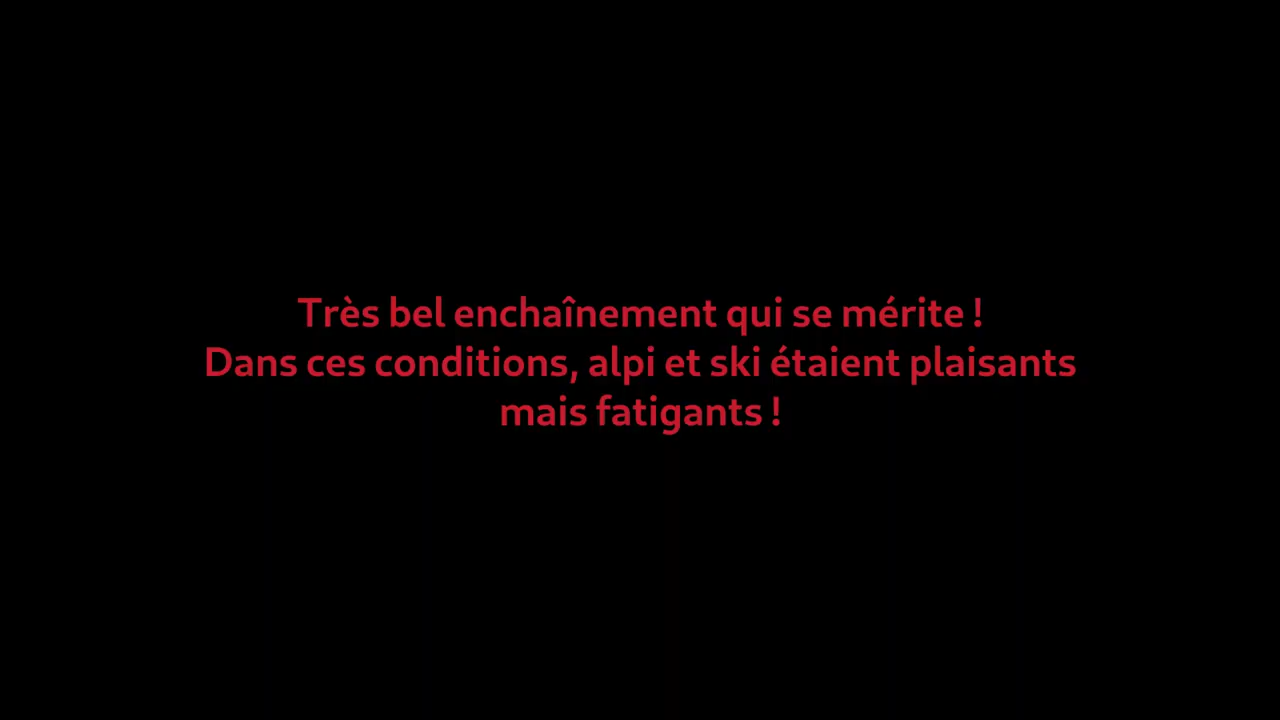 Très bel enchaînement qui se mérite !
Dans ces conditions, alpi et ski étaient plaisants
mais fatigants !